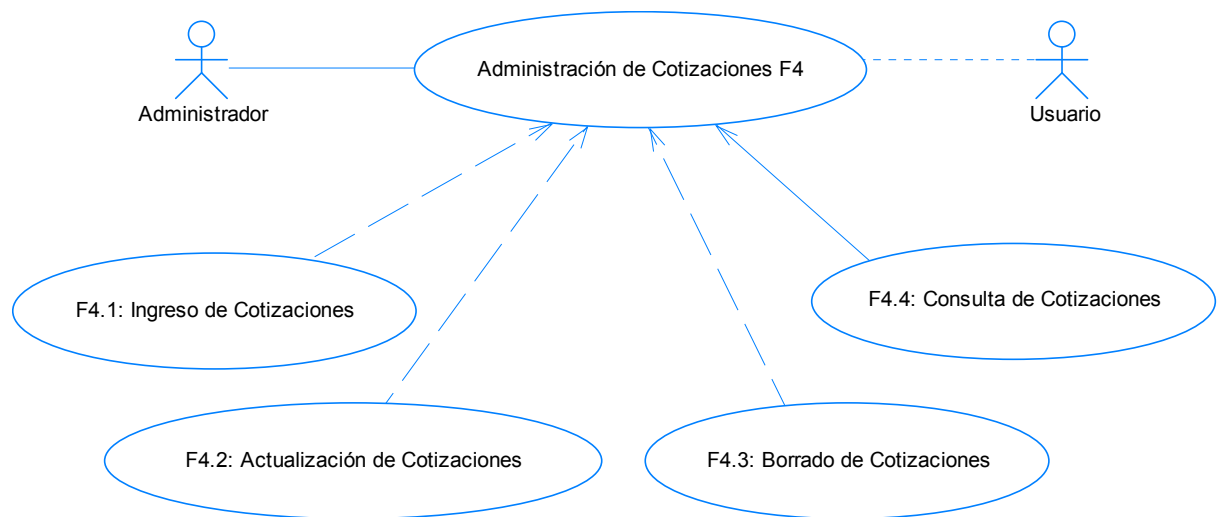 Administración de Cotizaciones F4
Administrador
Usuario
F4.1: Ingreso de Cotizaciones
F4.4: Consulta de Cotizaciones
F4.2: Actualización de Cotizaciones
F4.3: Borrado de Cotizaciones